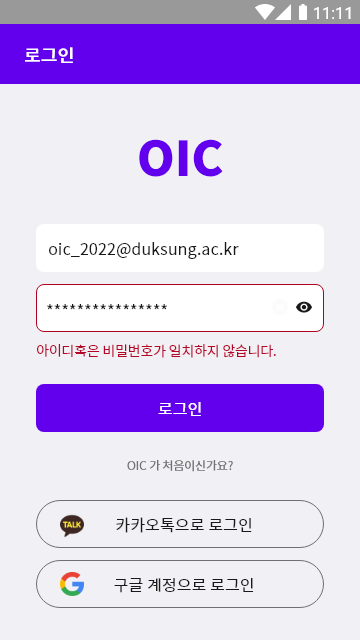 11:11
로그인
OIC
oic_2022@duksung.ac.kr
****************
아이디혹은 비밀번호가 일치하지 않습니다.
로그인
OIC 가 처음이신가요?
TALK
카카오톡으로 로그인
구글 계정으로 로그인